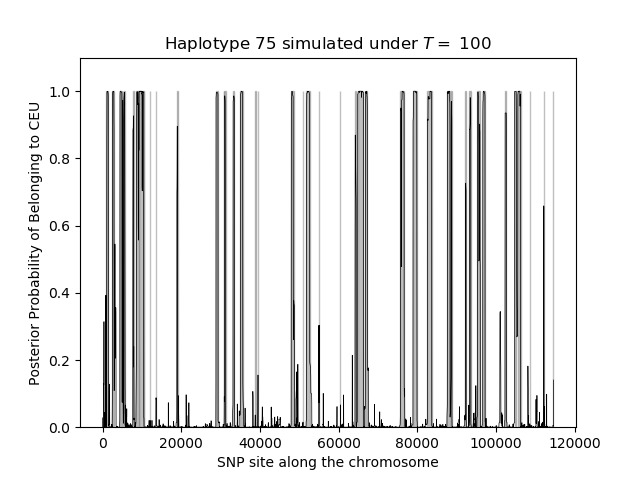 Haplotype 75 simulated under T = 100
Posterior Probability of Belonging to CEU
1.0
0.8
0.6
0.4
0.2
0.0
0 20000 40000 60000 80000 100000 120000
SNP site along the chromosome